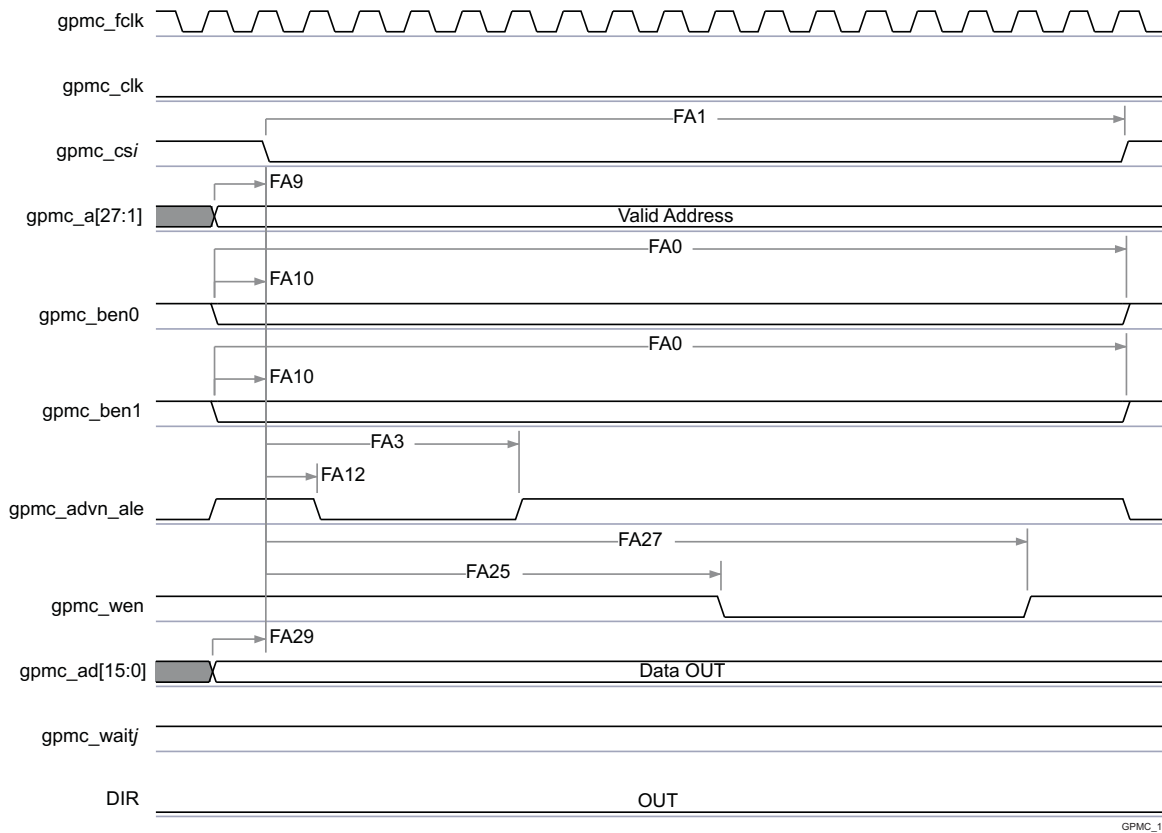 gpmc_fclk
gpmc_clk
FA1
gpmc_csi
FA9
gpmc_a[27:1]
Valid Address
FA0
FA10
gpmc_ben0
FA0
FA10
gpmc_ben1
FA3
FA12
gpmc_advn_ale
FA27
FA25
gpmc_wen
FA29
gpmc_ad[15:0]
Data OUT
gpmc_waitj
DIR
OUT
GPMC_1